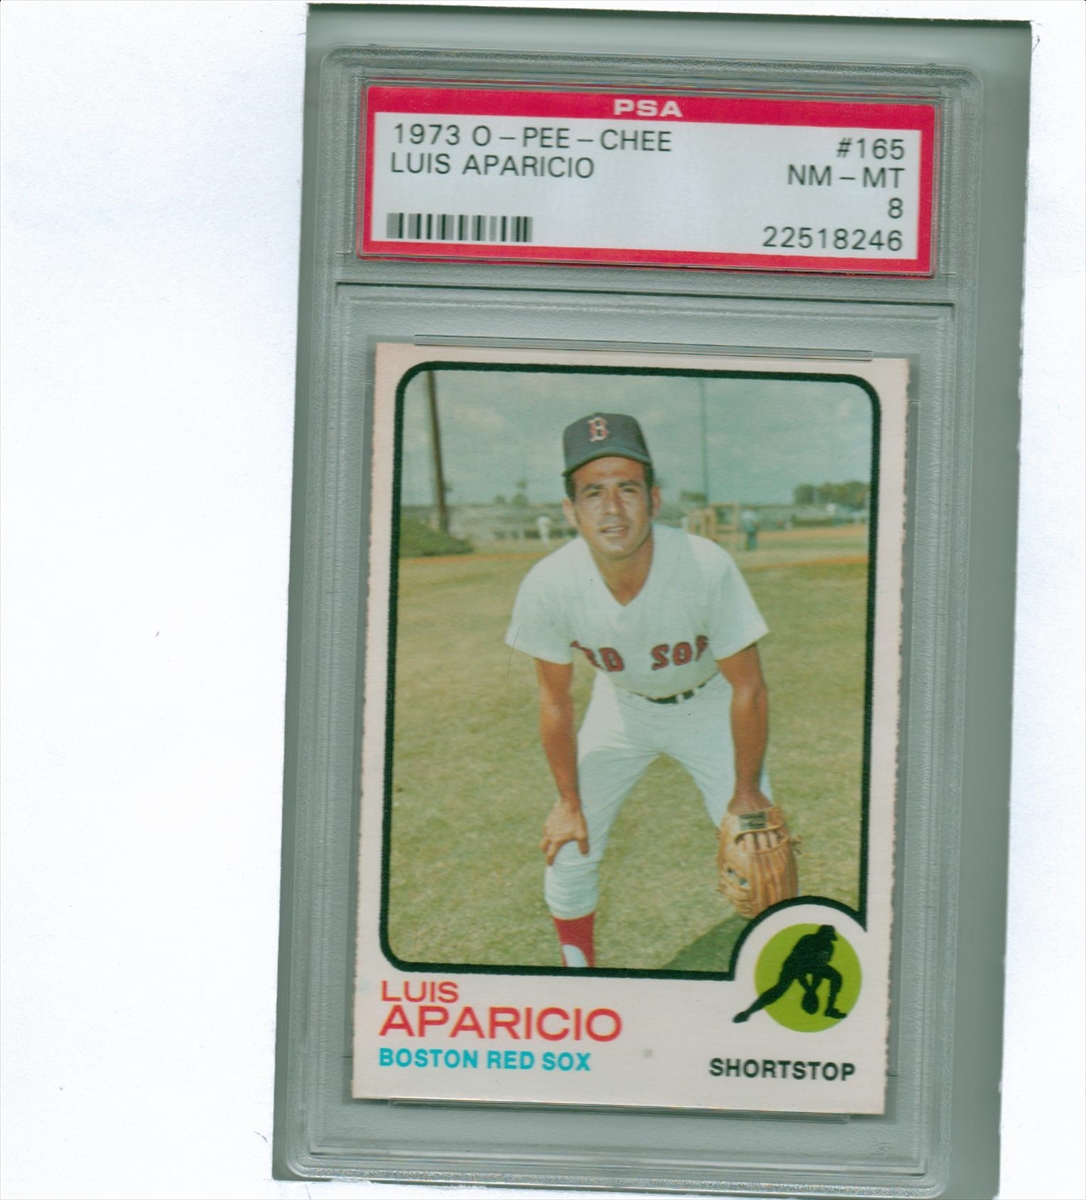 PSA
1973 O-PEE-CHEE #165
LUIS APARICIO NM-MT
8
22518246
B
RED SOX
LUIS
APARICIO
BOSTON RED SOX
SHORTSTOP